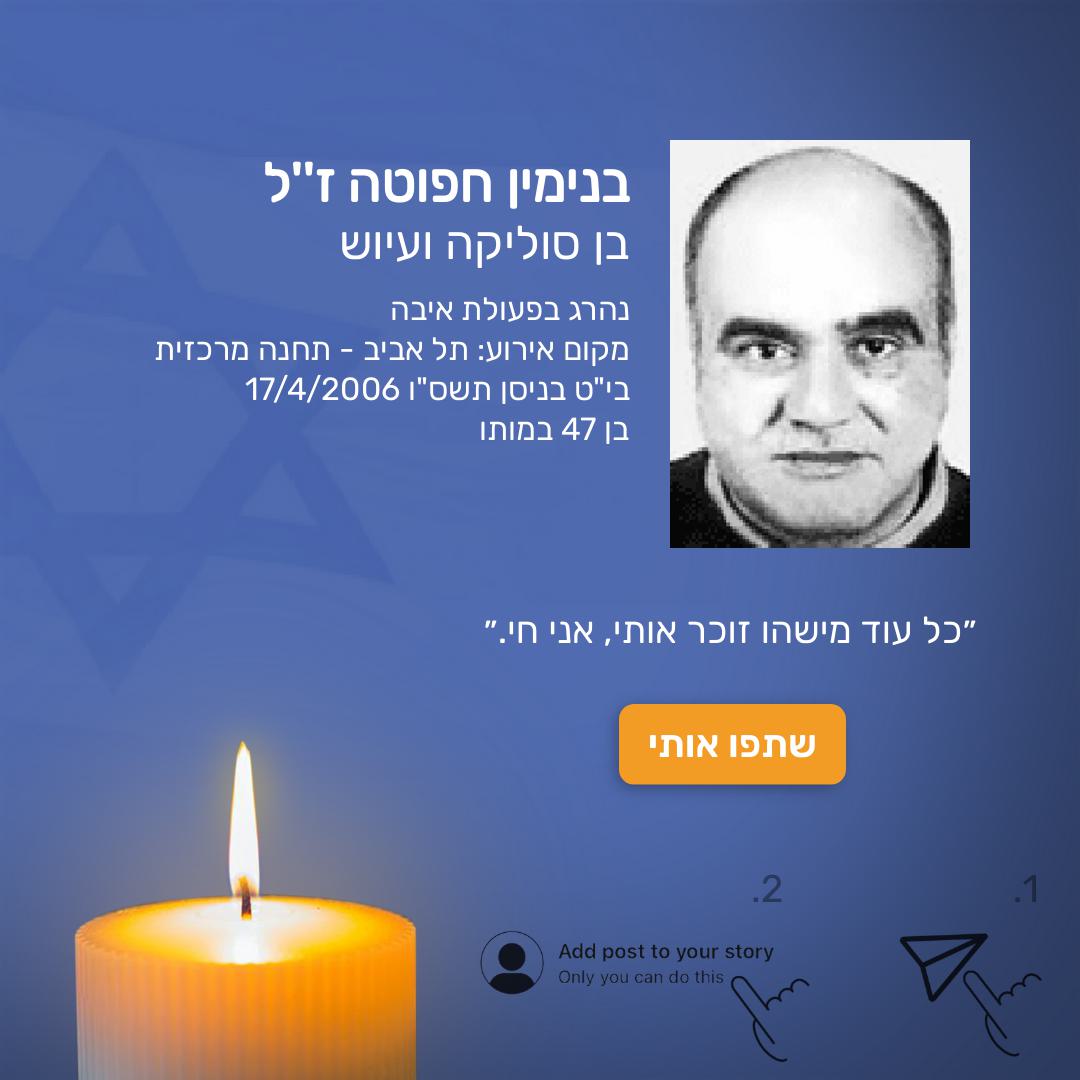 בנימין חפוטה ז"ל
בן סוליקה ועיוש
נהרג בפעולת איבה
מקום אירוע: תל אביב - תחנה מרכזית
בי"ט בניסן תשס"ו 17/4/2006
בן 47 במותו
״כל עוד מישהו זוכר אותי, אני חי.״
שתפו אותי
.1
.2
Add post to your story
Only you can do this